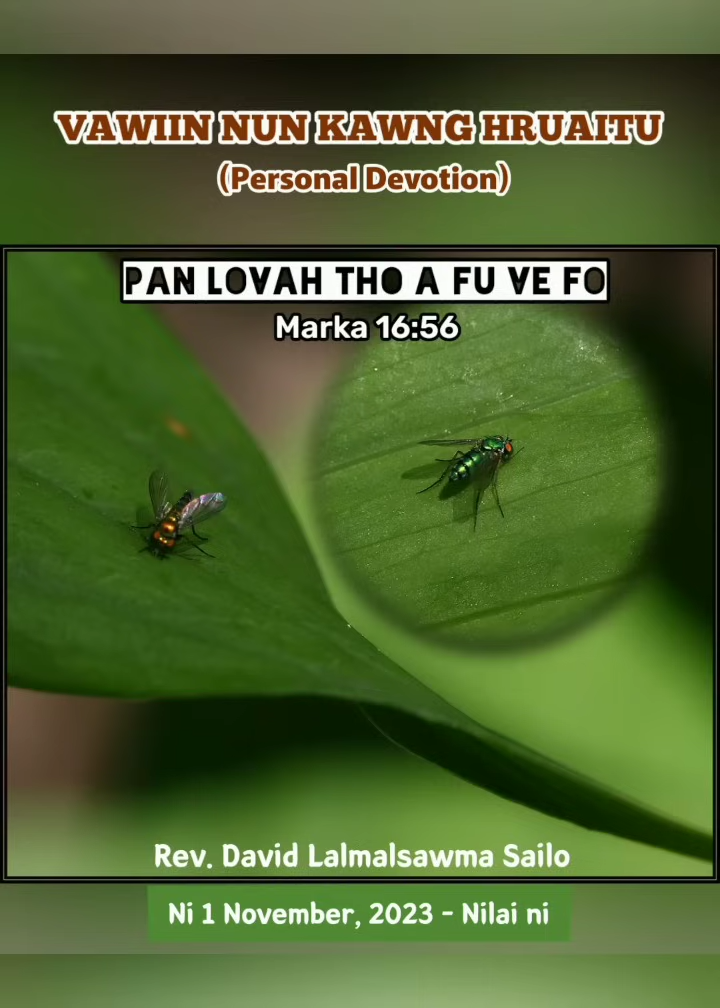 VAWIIN NUN KAWNG HRUAITU
(Personal Devotion)
PAN LOVAH THO A FU VE FO
Marka 16:56
Rev. David Lalmalsawma Sailo
Ni 1 November, 2023 - Nilai ni